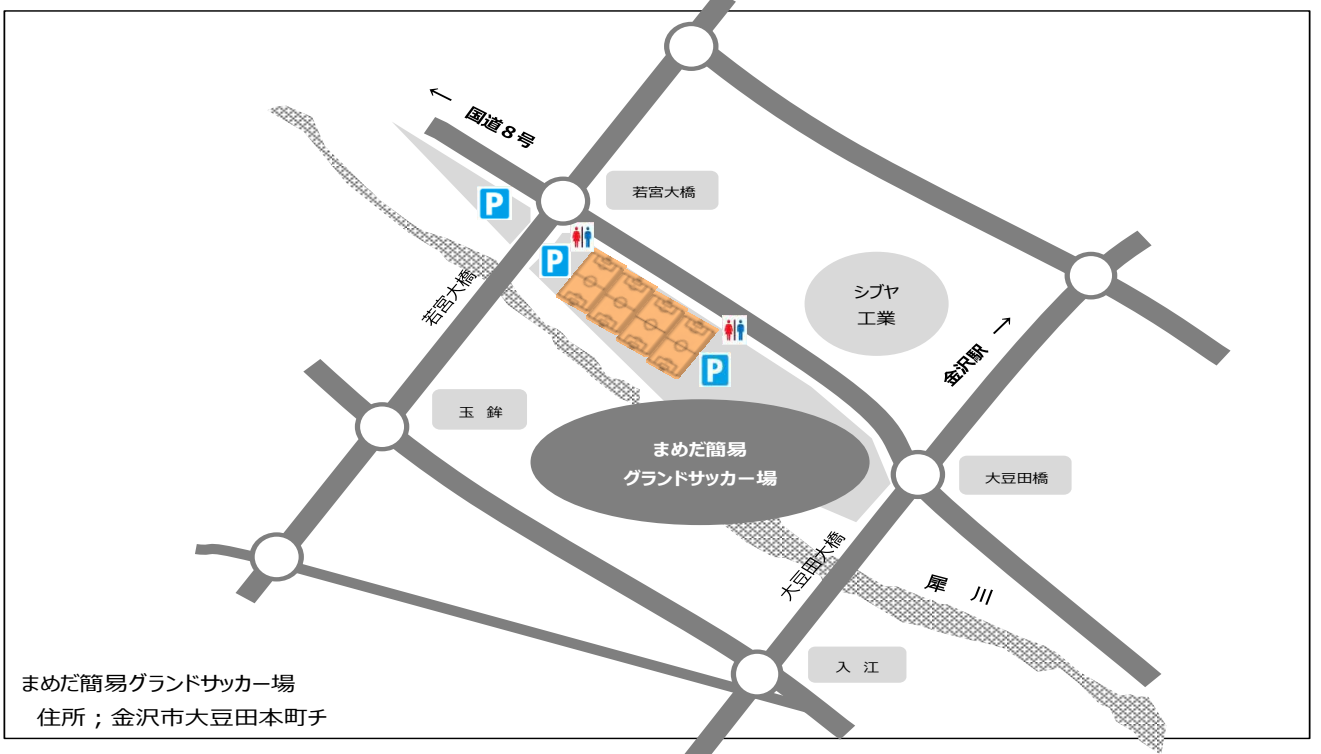 ← 国道8号
若宮大橋
P
P
若宮大橋
シブヤ
工業
金沢駅 →
P
玉 鉾
まめだ簡易
グランドサッカー場
大豆田橋
大豆田大橋
犀 川
入 江
まめだ簡易グランドサッカー場
住所；金沢市大豆田本町チ